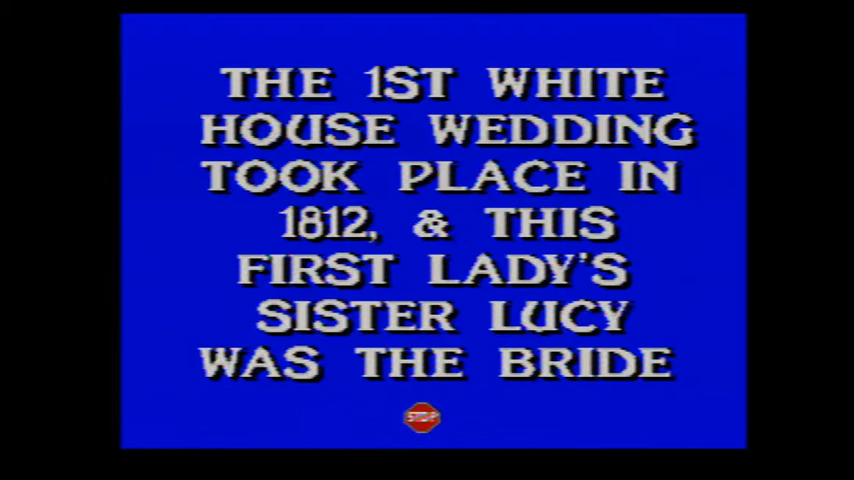 THE 1ST WHITE
HOUSE WEDDING
TOOK PLACE IN
1812, & THIS
FIRST LADY'S
SISTER LUCY
WAS THE BRIDE
STOP